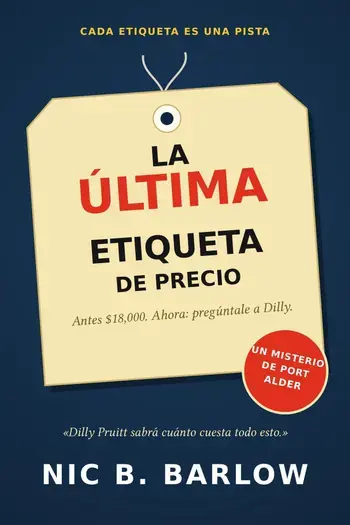 CADA ETIQUETA ES UNA PISTA
LA
ÚLTIMA
ETIQUETA
DE PRECIO
Antes $18,000. Ahora: pregúntale a Dilly.
UN MISTERIO
DE PORT
ALDER
«Dilly Pruitt sabrá cuánto cuesta todo esto.»
NIC B. BARLOW